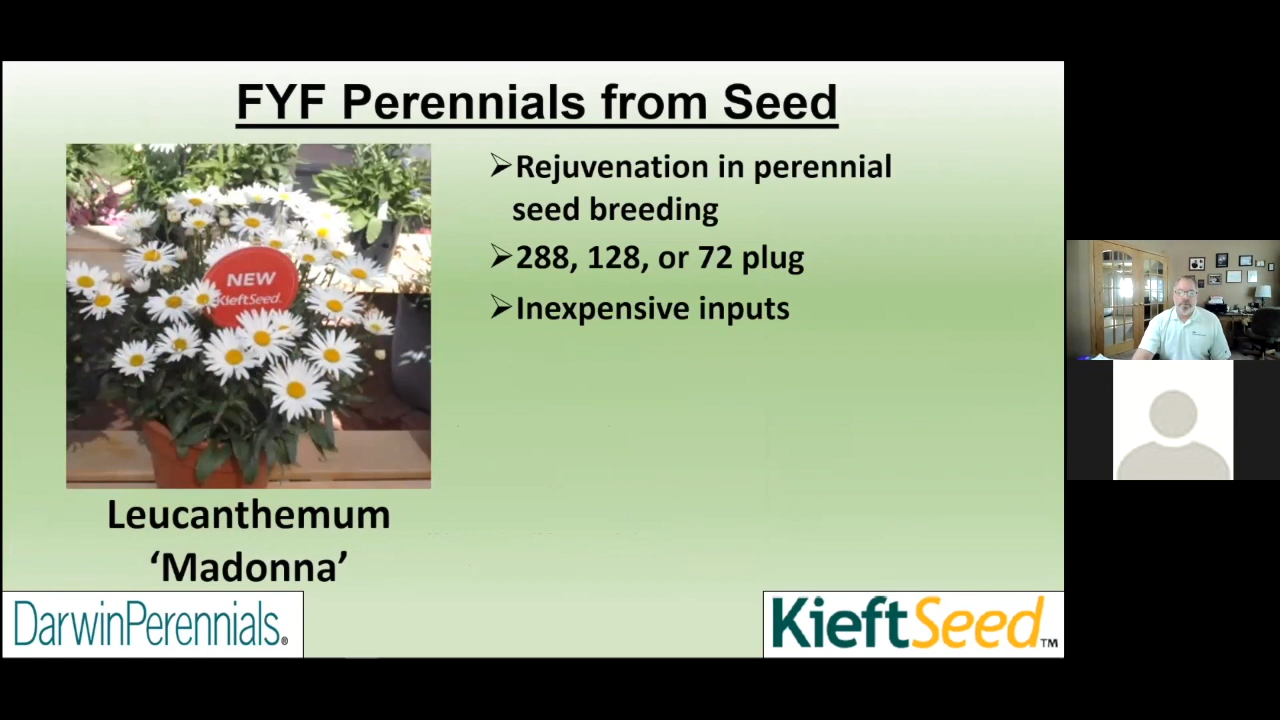 FYF Perennials from Seed
➢Rejuvenation in perennial
seed breeding
➢288, 128, or 72 plug
➢Inexpensive inputs
NEW
KieftSeed.
Leucanthemum
‘Madonna’
DarwinPerennials®
KieftSeed™